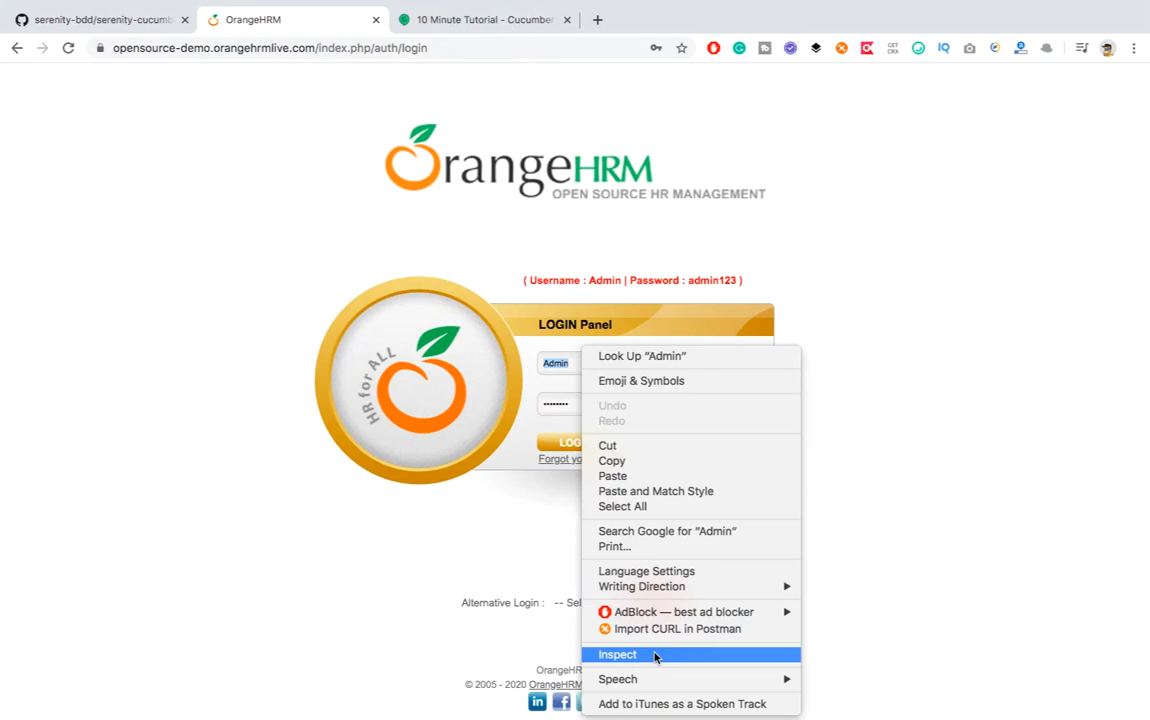 serenity-bdd/serenity-cucumb
OrangeHRM
10 Minute Tutorial - Cucumber
opensource-demo.orangehrmlive.com/index.php/auth/login
GET
CRX
IQ
OrangeHRM
OPEN SOURCE HR MANAGEMENT
( Username : Admin | Password : admin123 )
LOGIN Panel
HR for ALL
Admin
••••••••
LOG
Forgot yo
Look Up “Admin”
Emoji & Symbols
Undo
Redo
Cut
Copy
Paste
Paste and Match Style
Select All
Search Google for “Admin”
Print...
Language Settings
Writing Direction
AdBlock — best ad blocker
Import CURL in Postman
Inspect
Speech
Add to iTunes as a Spoken Track
Alternative Login : -- Sel
OrangeHR
© 2005 - 2020 OrangeHRM
in
f